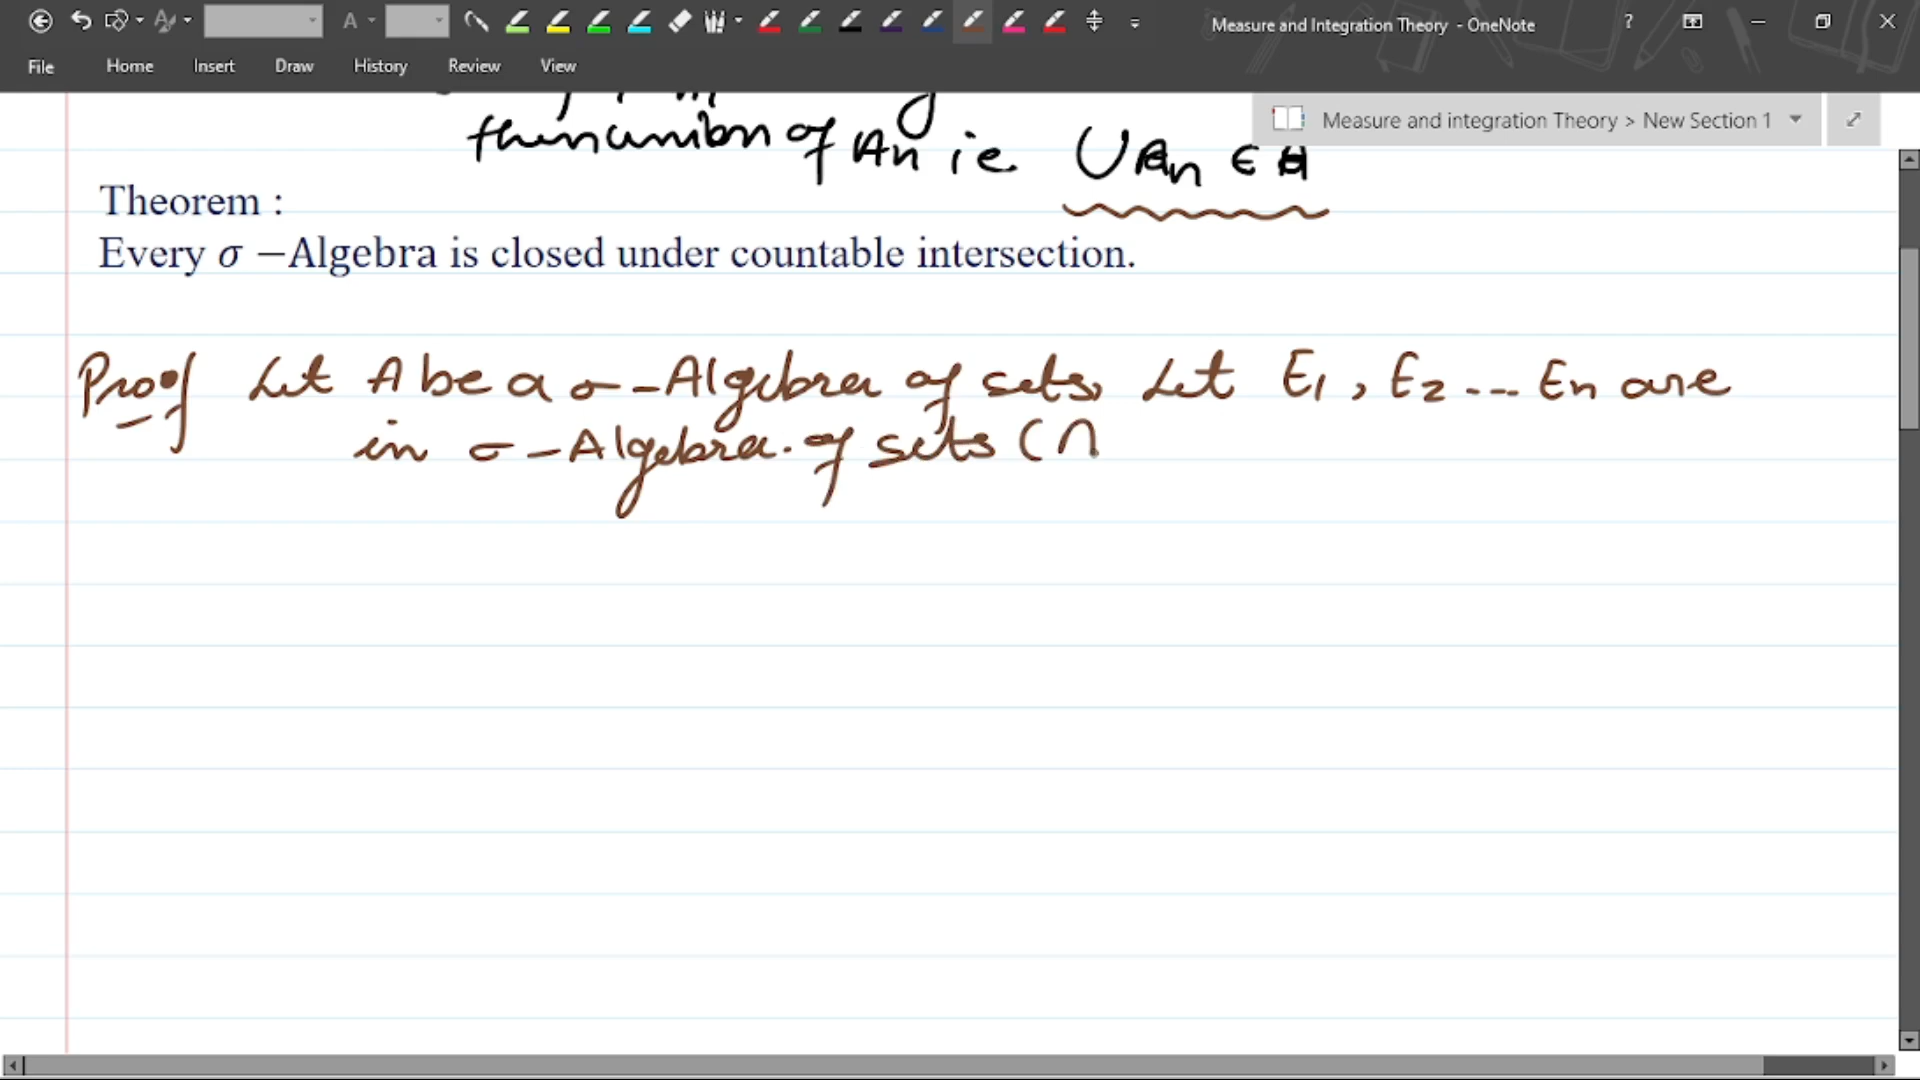 Measure and Integration Theory - OneNote
?
File Home Insert Draw History Review View
Measure and integration Theory > New Section 1
then union of An ie ∪An ∈ A
Theorem :
Every σ −Algebra is closed under countable intersection.
Proof Let A be a σ-Algebra of sets, Let E1, E2 --- En are
in σ-Algebra. of sets (∩